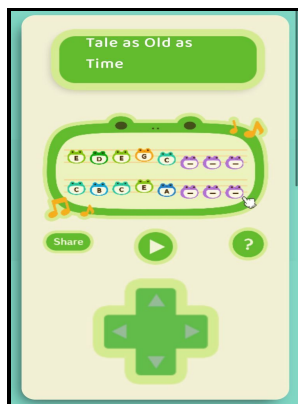 Tale as Old as
Time
E D E G C – – –
C B C E A – – –
Share
?